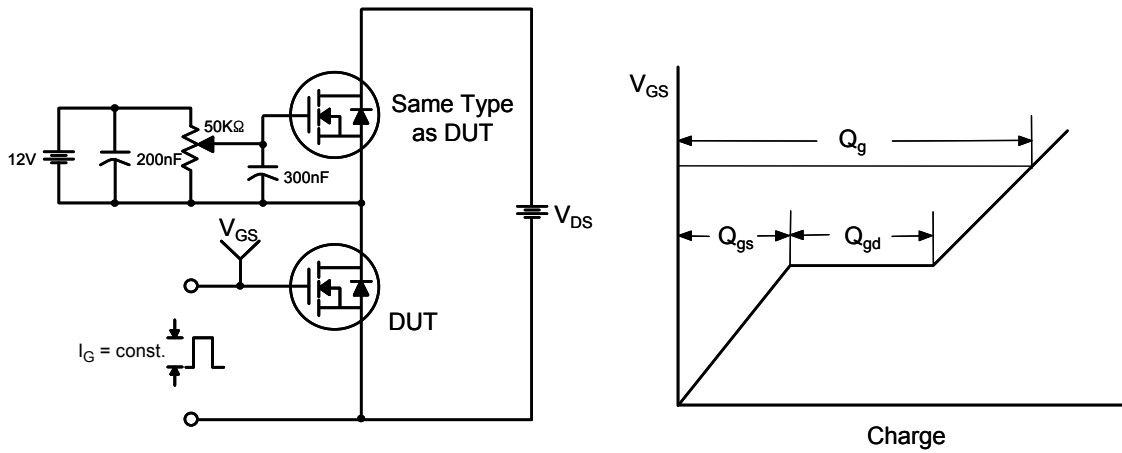 12V
200nF
50KΩ
300nF
Same Type
as DUT
V_DS
V_GS
DUT
I_G = const.
V_GS
Q_g
Q_gs
Q_gd
Charge